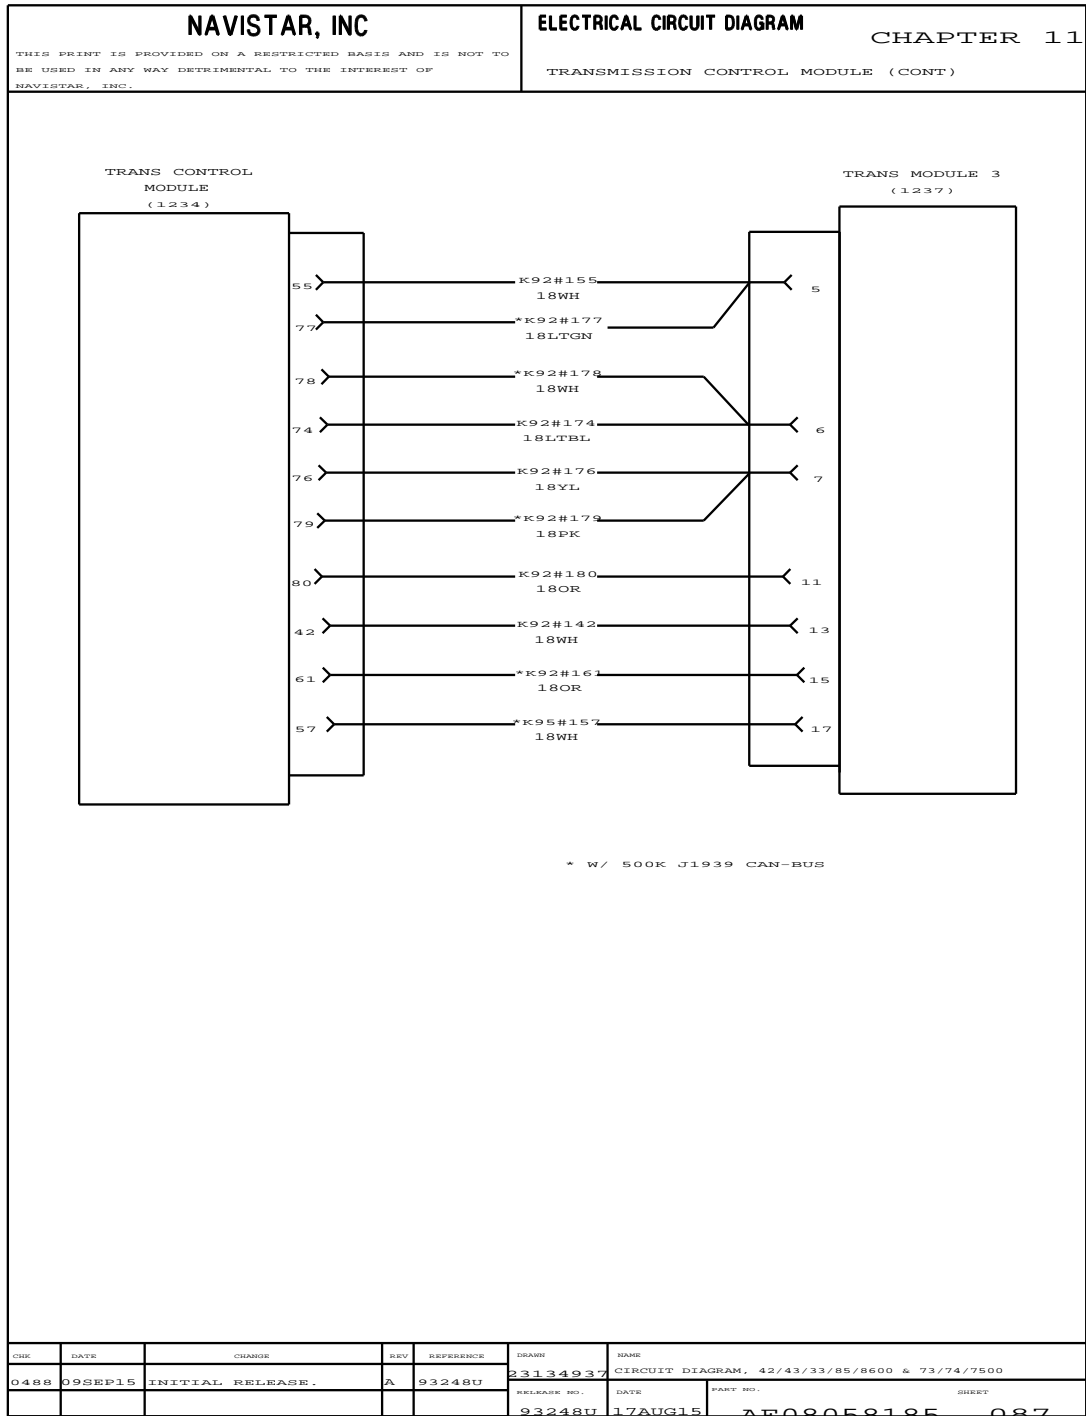 NAVISTAR, INC
THIS PRINT IS PROVIDED ON A RESTRICTED BASIS AND IS NOT TO
BE USED IN ANY WAY DETRIMENTAL TO THE INTEREST OF
NAVISTAR, INC.
ELECTRICAL CIRCUIT DIAGRAM
CHAPTER 11
TRANSMISSION CONTROL MODULE (CONT)
TRANS CONTROL
MODULE
(1234)
TRANS MODULE 3
(1237)
55 K92#155 5
18WH
77 *K92#177
18LTGN
78 *K92#178
18WH
74 K92#174 6
18LTBL
76 K92#176 7
18YL
79 *K92#179
18PK
80 K92#180 11
18OR
42 K92#142 13
18WH
61 *K92#161 15
18OR
57 *K95#157 17
18WH
* W/ 500K J1939 CAN-BUS
CHK DATE CHANGE REV REFERENCE
0488 09SEP15 INITIAL RELEASE. A 93248U
DRAWN
23134937
NAME
CIRCUIT DIAGRAM, 42/43/33/85/8600 & 73/74/7500
RELEASE NO. DATE PART NO. SHEET
93248U 17AUG15 AF08058185 087